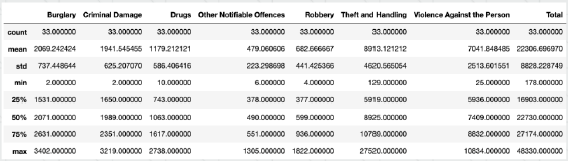 Burglary Criminal Damage Drugs Other Notifiable Offences Robbery Theft and Handling Violence Against the Person Total
count 33.000000 33.000000 33.000000 33.000000 33.000000 33.000000 33.000000 33.000000
mean 2069.242424 1941.545455 1179.212121 479.060606 682.666667 8913.121212 7041.848485 22306.696970
std 737.448644 625.207070 586.406416 223.298698 441.425366 4620.565054 2513.601551 8828.228749
min 2.000000 2.000000 10.000000 6.000000 4.000000 129.000000 25.000000 178.000000
25% 1531.000000 1650.000000 743.000000 378.000000 377.000000 5919.000000 5936.000000 16903.000000
50% 2071.000000 1989.000000 1063.000000 490.000000 599.000000 8925.000000 7409.000000 22730.000000
75% 2631.000000 2351.000000 1617.000000 551.000000 936.000000 10789.000000 8832.000000 27174.000000
max 3402.000000 3219.000000 2738.000000 1305.000000 1822.000000 27520.000000 10834.000000 48330.000000